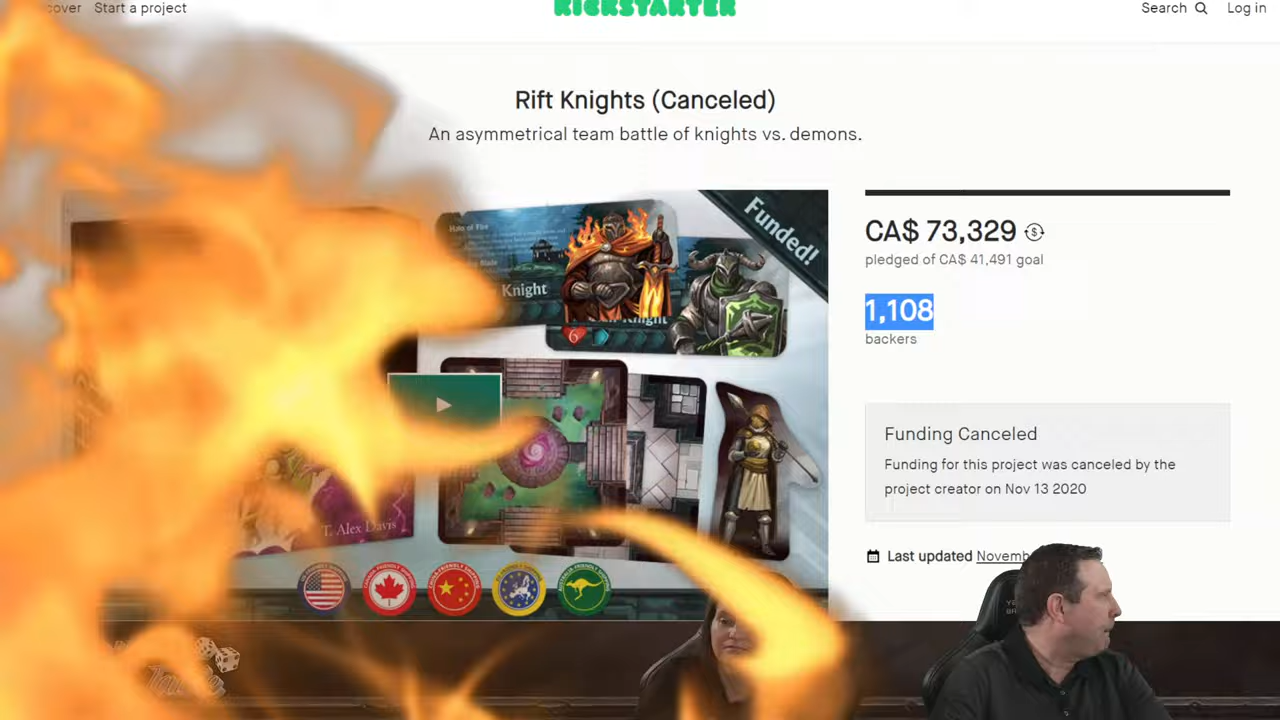 Start a project
KICKSTARTER
Search
Log in
Rift Knights (Canceled)
An asymmetrical team battle of knights vs. demons.
Funded!
Knight
6
T. Alex Davis
CA$ 73,329
pledged of CA$ 41,491 goal
1,108
backers
Funding Canceled
Funding for this project was canceled by the
project creator on Nov 13 2020
Last updated